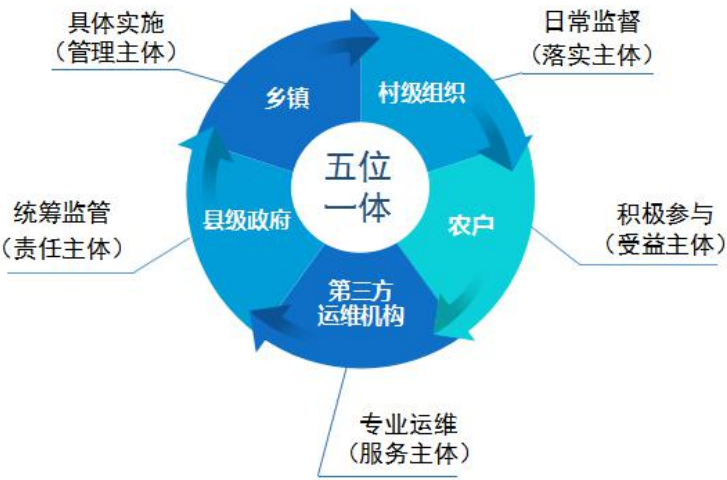 具体实施
（管理主体）
日常监督
（落实主体）
乡镇
村级组织
五位
一体
统筹监管
（责任主体）
县级政府
农户
积极参与
（受益主体）
第三方
运维机构
专业运维
（服务主体）